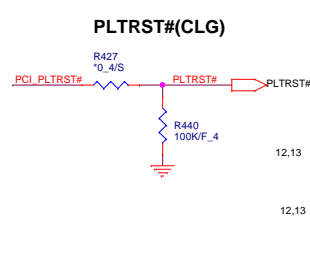 PLTRST#(CLG)
R427
*0_4/S
PCI_PLTRST#
PLTRST#
PLTRST#
R440
100K/F_4
12,13
12,13